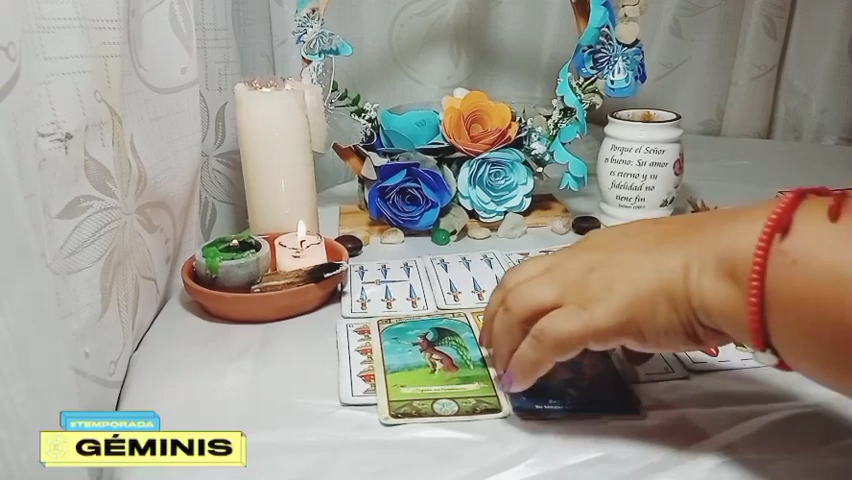 Porque el Señor
es bueno; Su amor
es eterno y su
fidelidad no
tiene fin.
#TEMPORADA
GÉMINIS